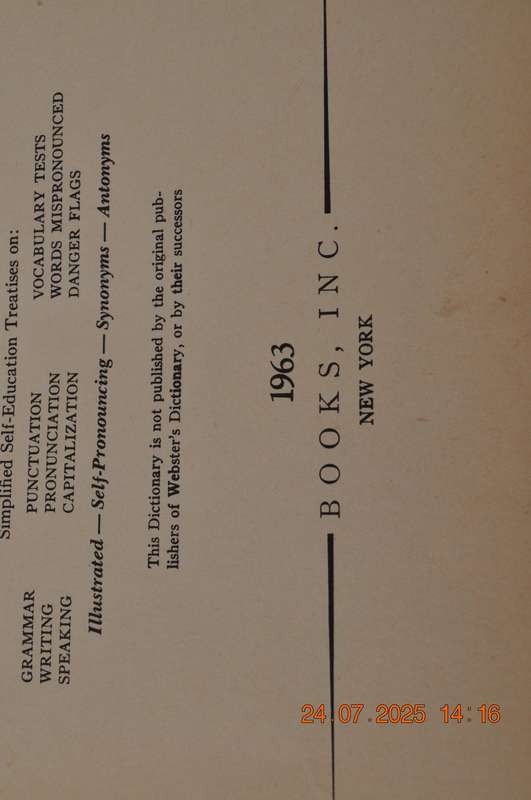 Simplified Self-Education Treatises on:
GRAMMAR PUNCTUATION VOCABULARY TESTS
WRITING PRONUNCIATION WORDS MISPRONOUNCED
SPEAKING CAPITALIZATION DANGER FLAGS
Illustrated — Self-Pronouncing — Synonyms — Antonyms
This Dictionary is not published by the original pub-
lishers of Webster's Dictionary, or by their successors
1963
BOOKS, INC.
NEW YORK
24.07.2025 14:16